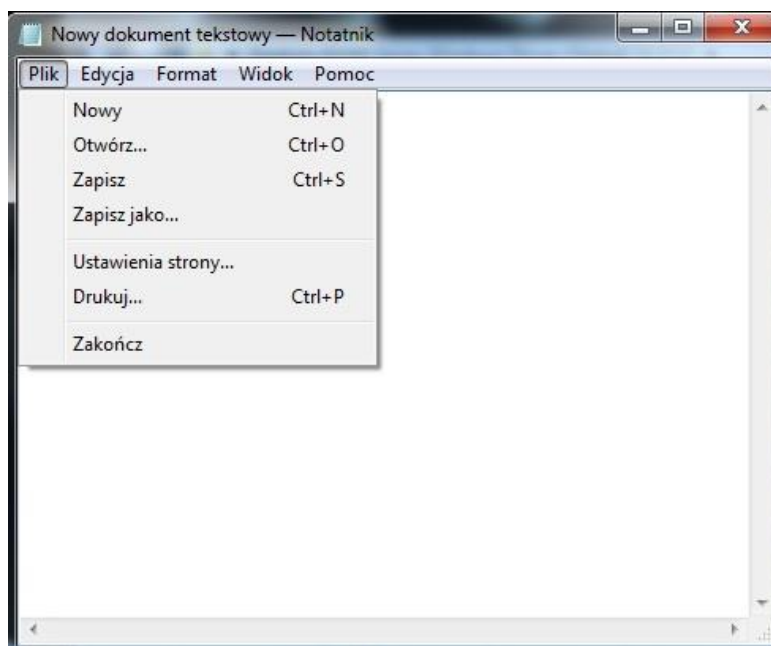 Nowy dokument tekstowy — Notatnik
Plik Edycja Format Widok Pomoc
Nowy Ctrl+N
Otwórz... Ctrl+O
Zapisz Ctrl+S
Zapisz jako...
Ustawienia strony...
Drukuj... Ctrl+P
Zakończ